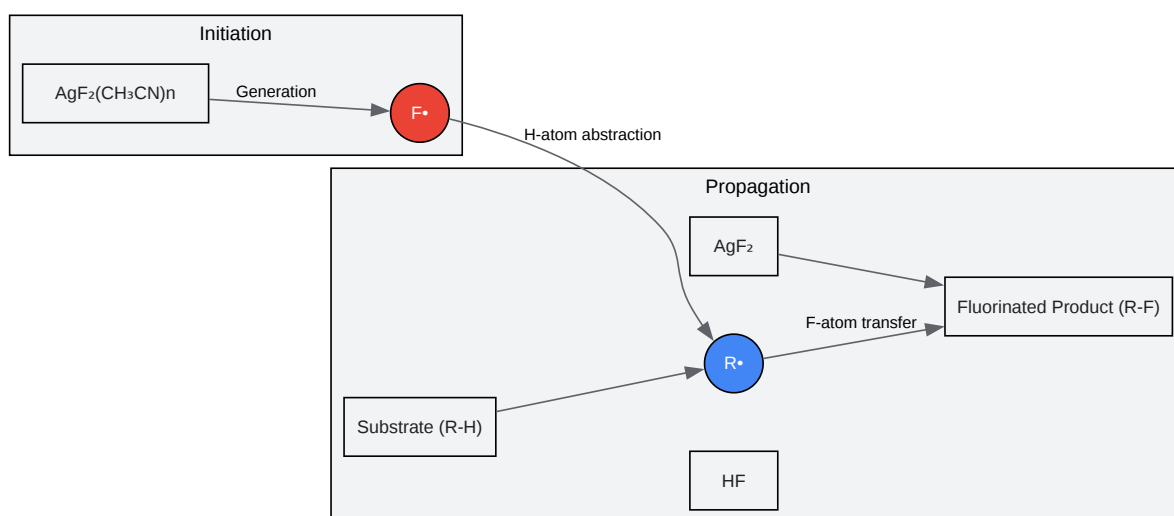 Initiation
AgF₂(CH₃CN)n
Generation
F•
H-atom abstraction
Propagation
AgF₂
Fluorinated Product (R-F)
F-atom transfer
R•
Substrate (R-H)
HF